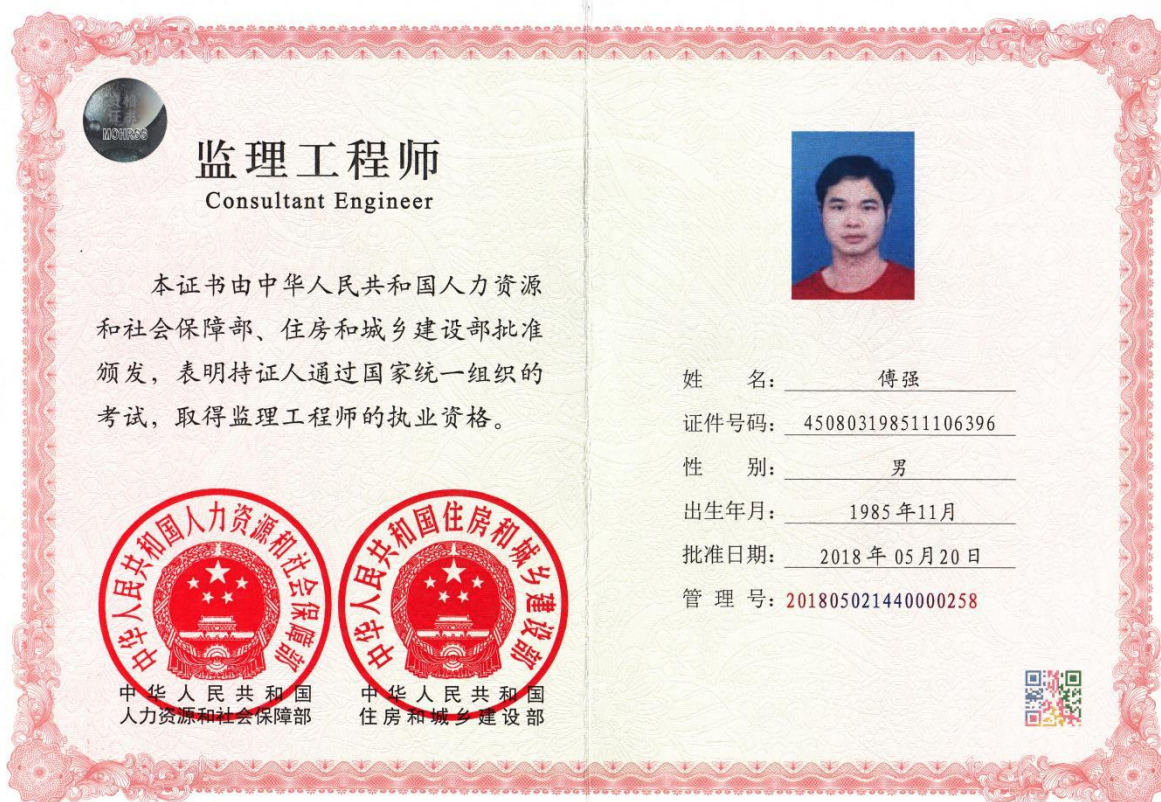 资格
证书
MOHRSS
监理工程师
Consultant Engineer
本证书由中华人民共和国人力资源
和社会保障部、住房和城乡建设部批准
颁发，表明持证人通过国家统一组织的
考试，取得监理工程师的执业资格。
中华人民共和国人力资源和社会保障部
中华人民共和国住房和城乡建设部
中华人民共和国
人力资源和社会保障部
中华人民共和国
住房和城乡建设部
姓名：傅强
证件号码：450803198511106396
性别：男
出生年月：1985年11月
批准日期：2018年05月20日
管理号：201805021440000258